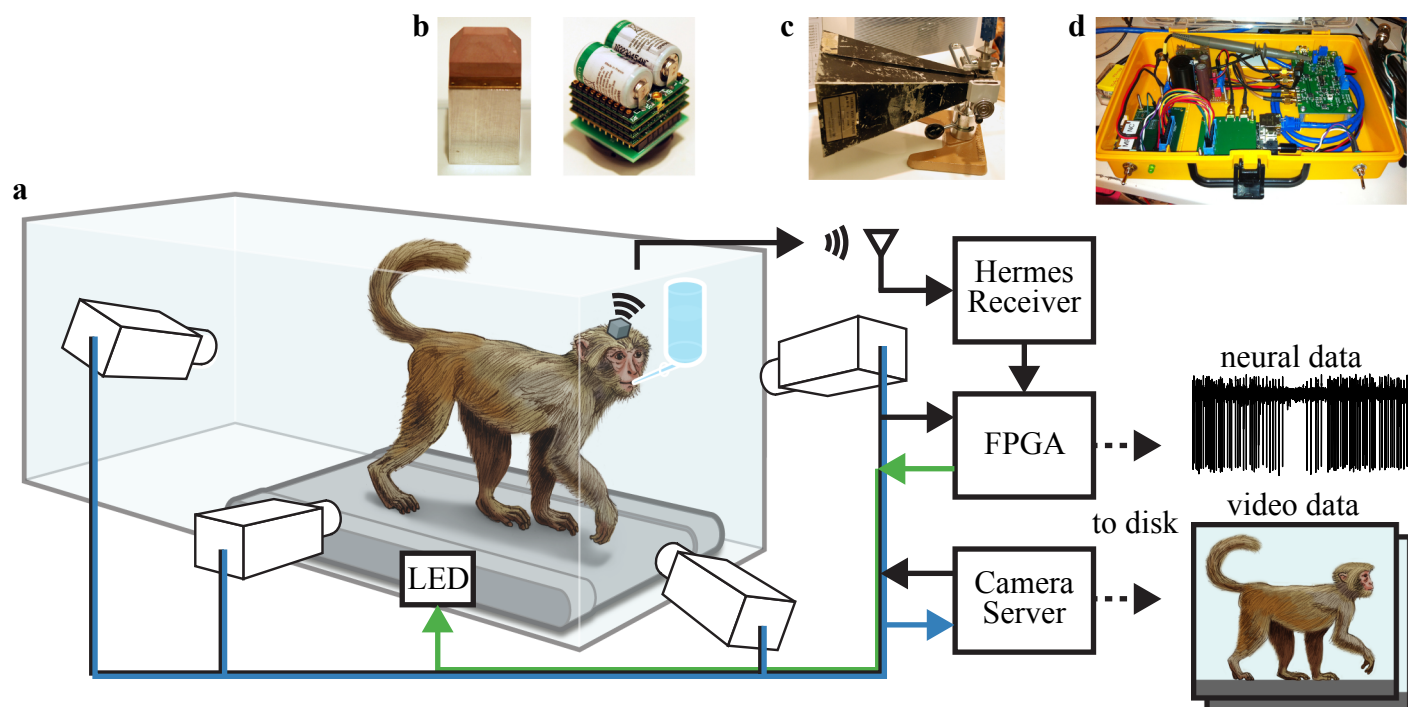 b
c
d
a
Hermes
Receiver
neural data
FPGA
video data
to disk
LED
Camera
Server